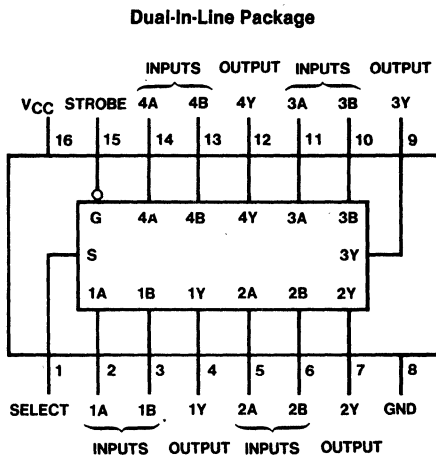 Dual-In-Line Package
INPUTS OUTPUT INPUTS OUTPUT
VCC STROBE 4A 4B 4Y 3A 3B 3Y
16 15 14 13 12 11 10 9
G 4A 4B 4Y 3A 3B
S 3Y
1A 1B 1Y 2A 2B 2Y
1 2 3 4 5 6 7 8
SELECT 1A 1B 1Y 2A 2B 2Y GND
INPUTS OUTPUT INPUTS OUTPUT